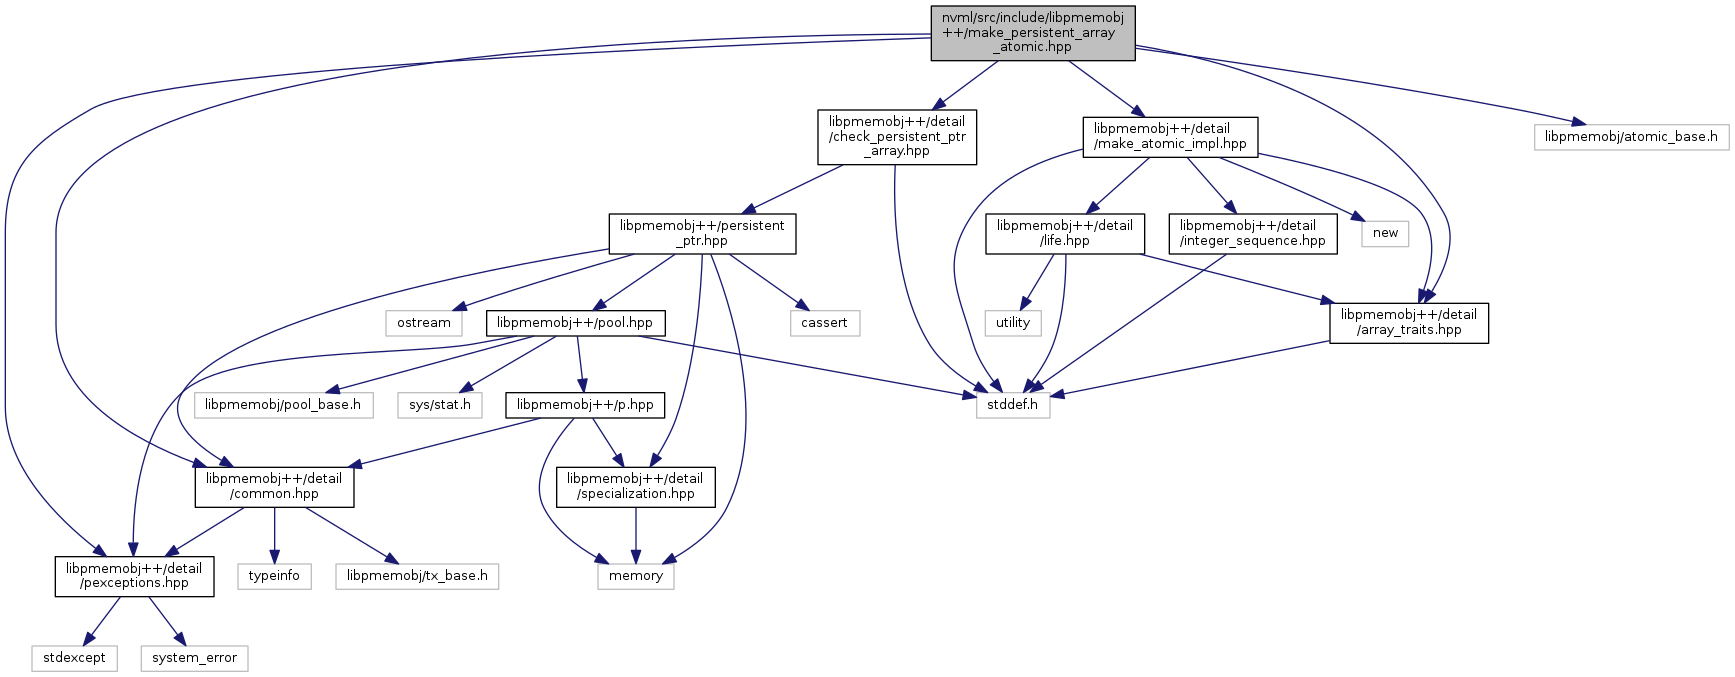 nvml/src/include/libpmemobj
++/make_persistent_array
_atomic.hpp
libpmemobj++/detail
/check_persistent_ptr
_array.hpp
libpmemobj++/detail
/make_atomic_impl.hpp
libpmemobj/atomic_base.h
libpmemobj++/persistent
_ptr.hpp
libpmemobj++/detail
/life.hpp
libpmemobj++/detail
/integer_sequence.hpp
new
ostream
libpmemobj++/pool.hpp
cassert
utility
libpmemobj++/detail
/array_traits.hpp
libpmemobj/pool_base.h
sys/stat.h
libpmemobj++/p.hpp
stddef.h
libpmemobj++/detail
/common.hpp
libpmemobj++/detail
/specialization.hpp
libpmemobj++/detail
/pexceptions.hpp
typeinfo
libpmemobj/tx_base.h
memory
stdexcept
system_error